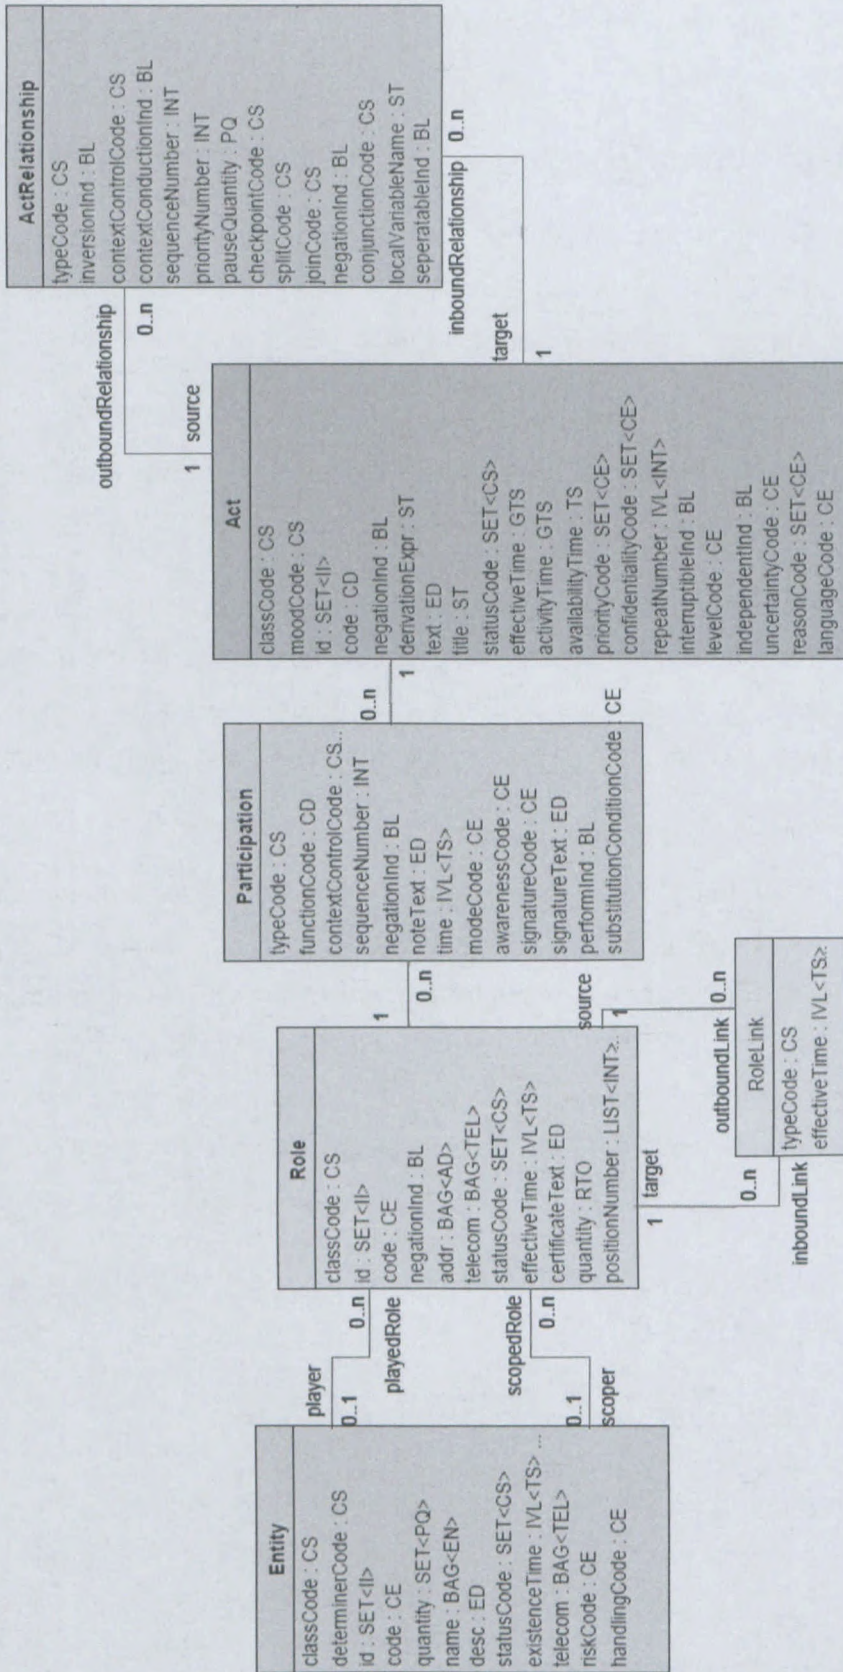 Entity
classCode : CS
determinerCode : CS
id : SET<II>
code : CE
quantity : SET<PQ>
name : BAG<EN>
desc : ED
statusCode : SET<CS>
existenceTime : IVL<TS> ...
telecom : BAG<TEL>
riskCode : CE
handlingCode : CE
player
0..1
0..n
playedRole
scopedRole
0..n
0..1
scoper
Role
classCode : CS
id : SET<II>
code : CE
negationInd : BL
addr : BAG<AD>
telecom : BAG<TEL>
statusCode : SET<CS>
effectiveTime : IVL<TS>
certificateText : ED
quantity : RTO
positionNumber : LIST<INT>..
1
0..n
source
1
outboundLink
0..n
1
target
0..n
inboundLink
RoleLink
typeCode : CS
effectiveTime : IVL<TS>..
Participation
typeCode : CS
functionCode : CD
contextControlCode : CS..
sequenceNumber : INT
negationInd : BL
noteText : ED
time : IVL<TS>
modeCode : CE
awarenessCode : CE
signatureCode : CE
signatureText : ED
performInd : BL
substitutionConditionCode : CE
0..n
1
Act
classCode : CS
moodCode : CS
id : SET<II>
code : CD
negationInd : BL
derivationExpr : ST
text : ED
title : ST
statusCode : SET<CS>
effectiveTime : GTS
activityTime : GTS
availabilityTime : TS
priorityCode : SET<CE>
confidentialityCode : SET<CE>
repeatNumber : IVL<INT>
interruptibleInd : BL
levelCode : CE
independentInd : BL
uncertaintyCode : CE
reasonCode : SET<CE>
languageCode : CE
outboundRelationship
0..n
1
source
inboundRelationship
0..n
target
1
ActRelationship
typeCode : CS
inversionInd : BL
contextControlCode : CS
contextConductionInd : BL
sequenceNumber : INT
priorityNumber : INT
pauseQuantity : PQ
checkpointCode : CS
splitCode : CS
joinCode : CS
negationInd : BL
conjunctionCode : CS
localVariableName : ST
seperatableInd : BL